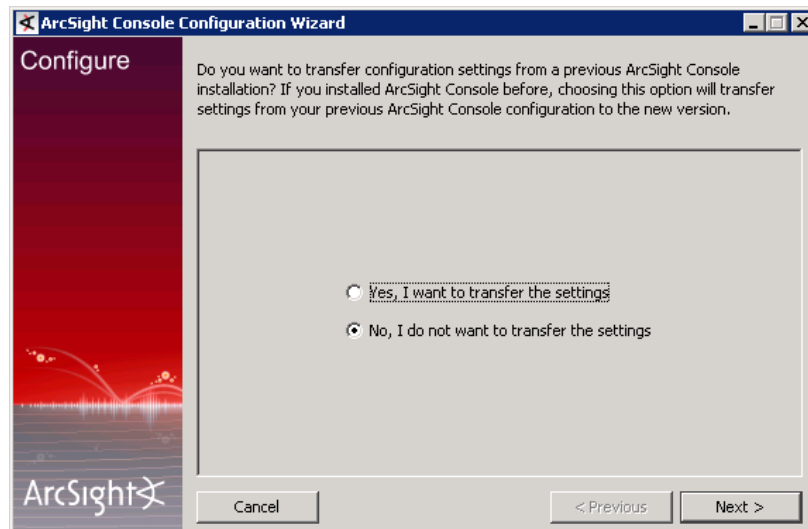 ArcSight Console Configuration Wizard
Configure
Do you want to transfer configuration settings from a previous ArcSight Console
installation? If you installed ArcSight Console before, choosing this option will transfer
settings from your previous ArcSight Console configuration to the new version.
Yes, I want to transfer the settings
No, I do not want to transfer the settings
ArcSight
Cancel
< Previous
Next >